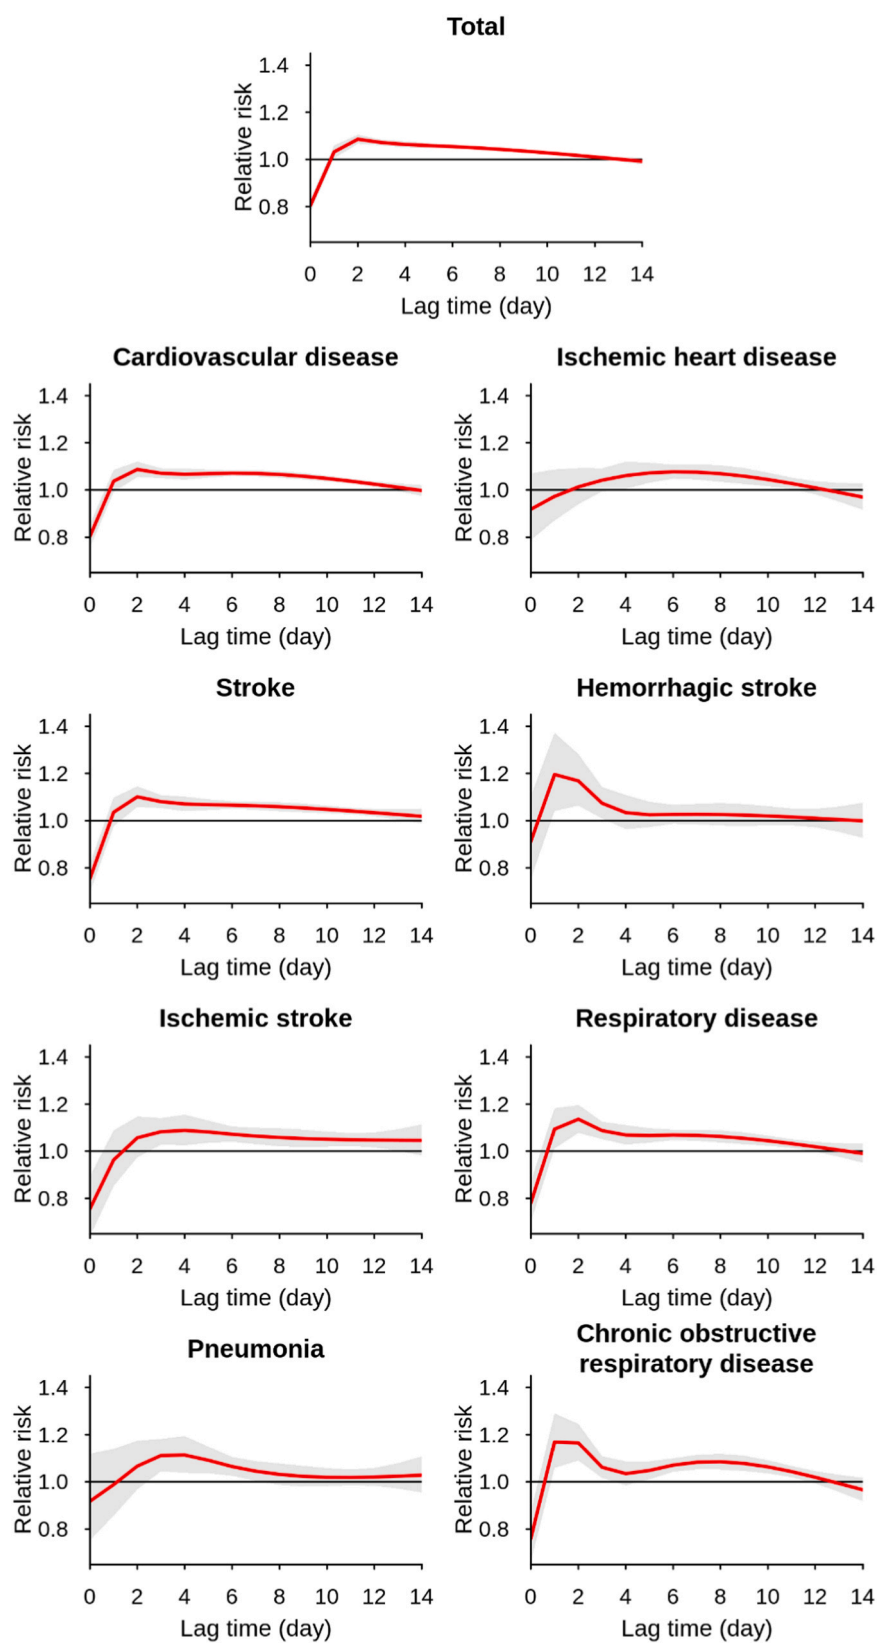 Total
Relative risk
1.4
1.2
1.0
0.8
0 2 4 6 8 10 12 14
Lag time (day)
Cardiovascular disease
Relative risk
1.4
1.2
1.0
0.8
0 2 4 6 8 10 12 14
Lag time (day)
Ischemic heart disease
Relative risk
1.4
1.2
1.0
0.8
0 2 4 6 8 10 12 14
Lag time (day)
Stroke
Relative risk
1.4
1.2
1.0
0.8
0 2 4 6 8 10 12 14
Lag time (day)
Hemorrhagic stroke
Relative risk
1.4
1.2
1.0
0.8
0 2 4 6 8 10 12 14
Lag time (day)
Ischemic stroke
Relative risk
1.4
1.2
1.0
0.8
0 2 4 6 8 10 12 14
Lag time (day)
Respiratory disease
Relative risk
1.4
1.2
1.0
0.8
0 2 4 6 8 10 12 14
Lag time (day)
Pneumonia
Relative risk
1.4
1.2
1.0
0.8
0 2 4 6 8 10 12 14
Lag time (day)
Chronic obstructive
respiratory disease
Relative risk
1.4
1.2
1.0
0.8
0 2 4 6 8 10 12 14
Lag time (day)